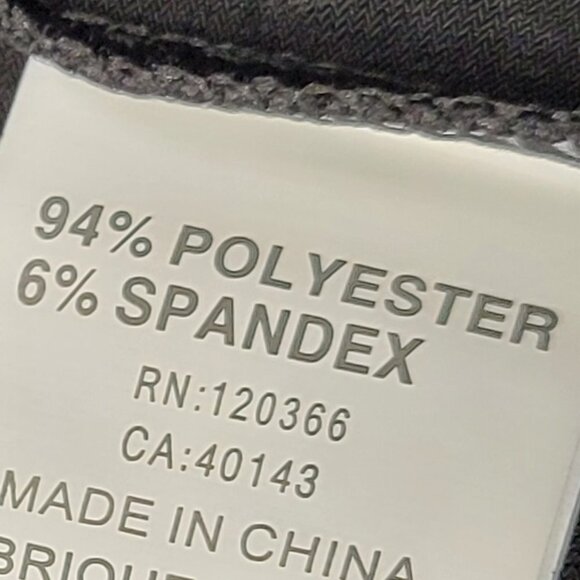 94% POLYESTER
6% SPANDEX
RN:120366
CA:40143
MADE IN CHINA